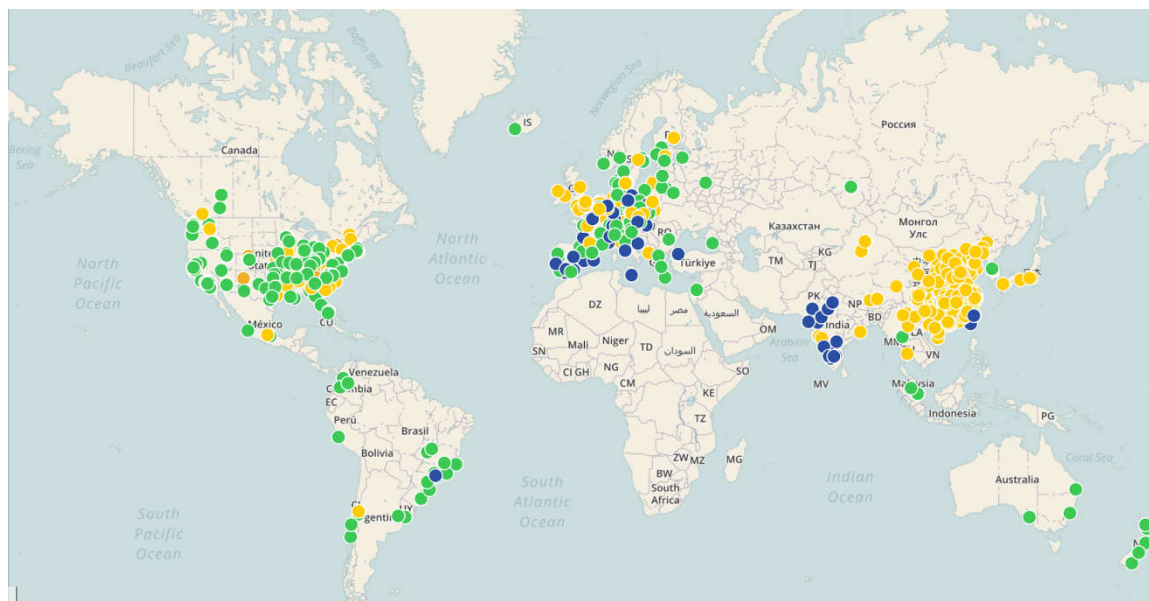 Beaufort Sea
Baffin Bay
Norwegian Sea
Bering
Sea
IS
Россия
Canada
Казахстан
Монгол
Улс
North
Pacific
Ocean
North
Atlantic
Ocean
RO
KG
TM
TJ
Türkiye
DZ
ليبيا
مصر
السعودية
PK
NP
BD
India
OM
Arabian
Sea
México
CU
MR
Mali
Niger
TD
السودان
SN
CI
GH
NG
CM
SO
KE
TZ
MV
LA
VN
Malaysia
Indonesia
PG
Venezuela
EC
Perú
Brasil
Bolivia
ZW
MZ
MG
BW
South
Africa
South
Pacific
Ocean
South
Atlantic
Ocean
Indian
Ocean
Australia
Coral Sea